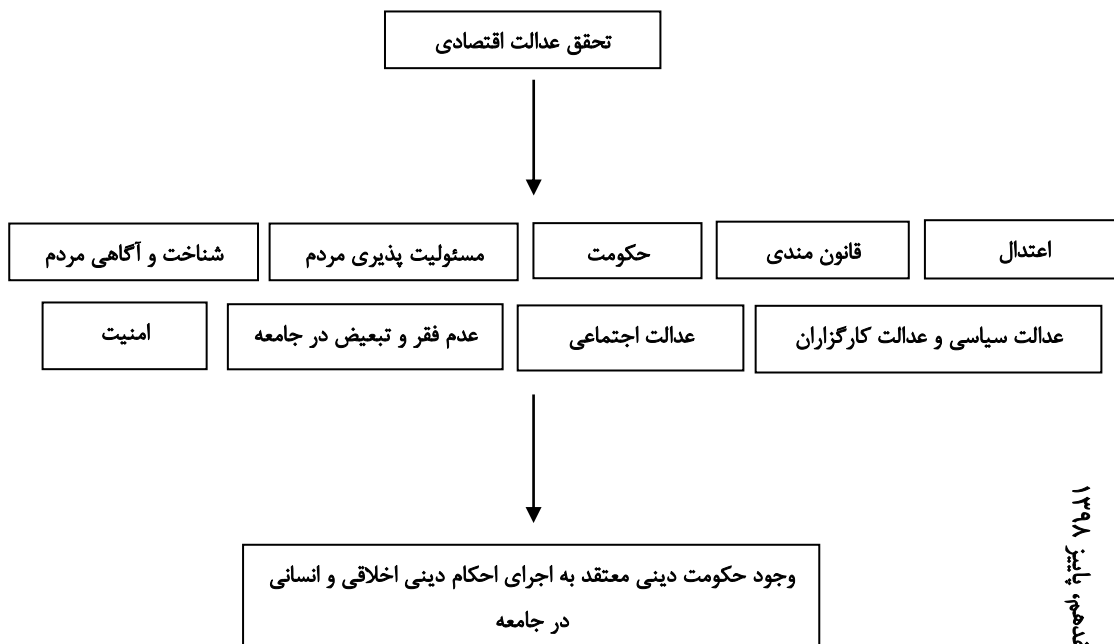 تحقق عدالت اقتصادی
اعتدال
قانون مندی
حکومت
مسئولیت پذیری مردم
شناخت و آگاهی مردم
عدالت سیاسی و عدالت کارگزاران
عدالت اجتماعی
عدم فقر و تبعیض در جامعه
امنیت
وجود حکومت دینی معتقد به اجرای احکام دینی اخلاقی و انسانی
در جامعه
پاییز ۱۳۹۸